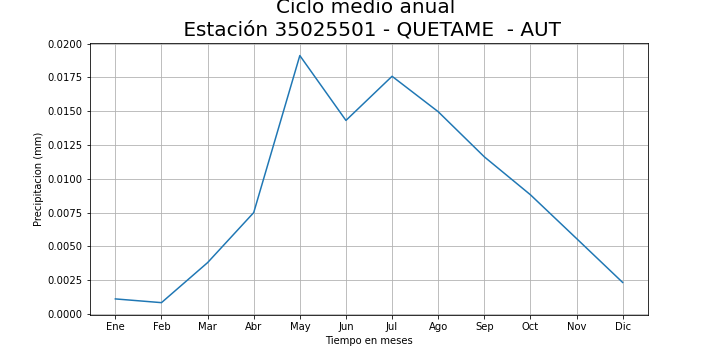 Ciclo medio anual
Estación 35025501 - QUETAME  - AUT
0.0200
0.0175
0.0150
0.0125
0.0100
0.0075
0.0050
0.0025
0.0000
Precipitacion (mm)
Ene Feb Mar Abr May Jun Jul Ago Sep Oct Nov Dic
Tiempo en meses